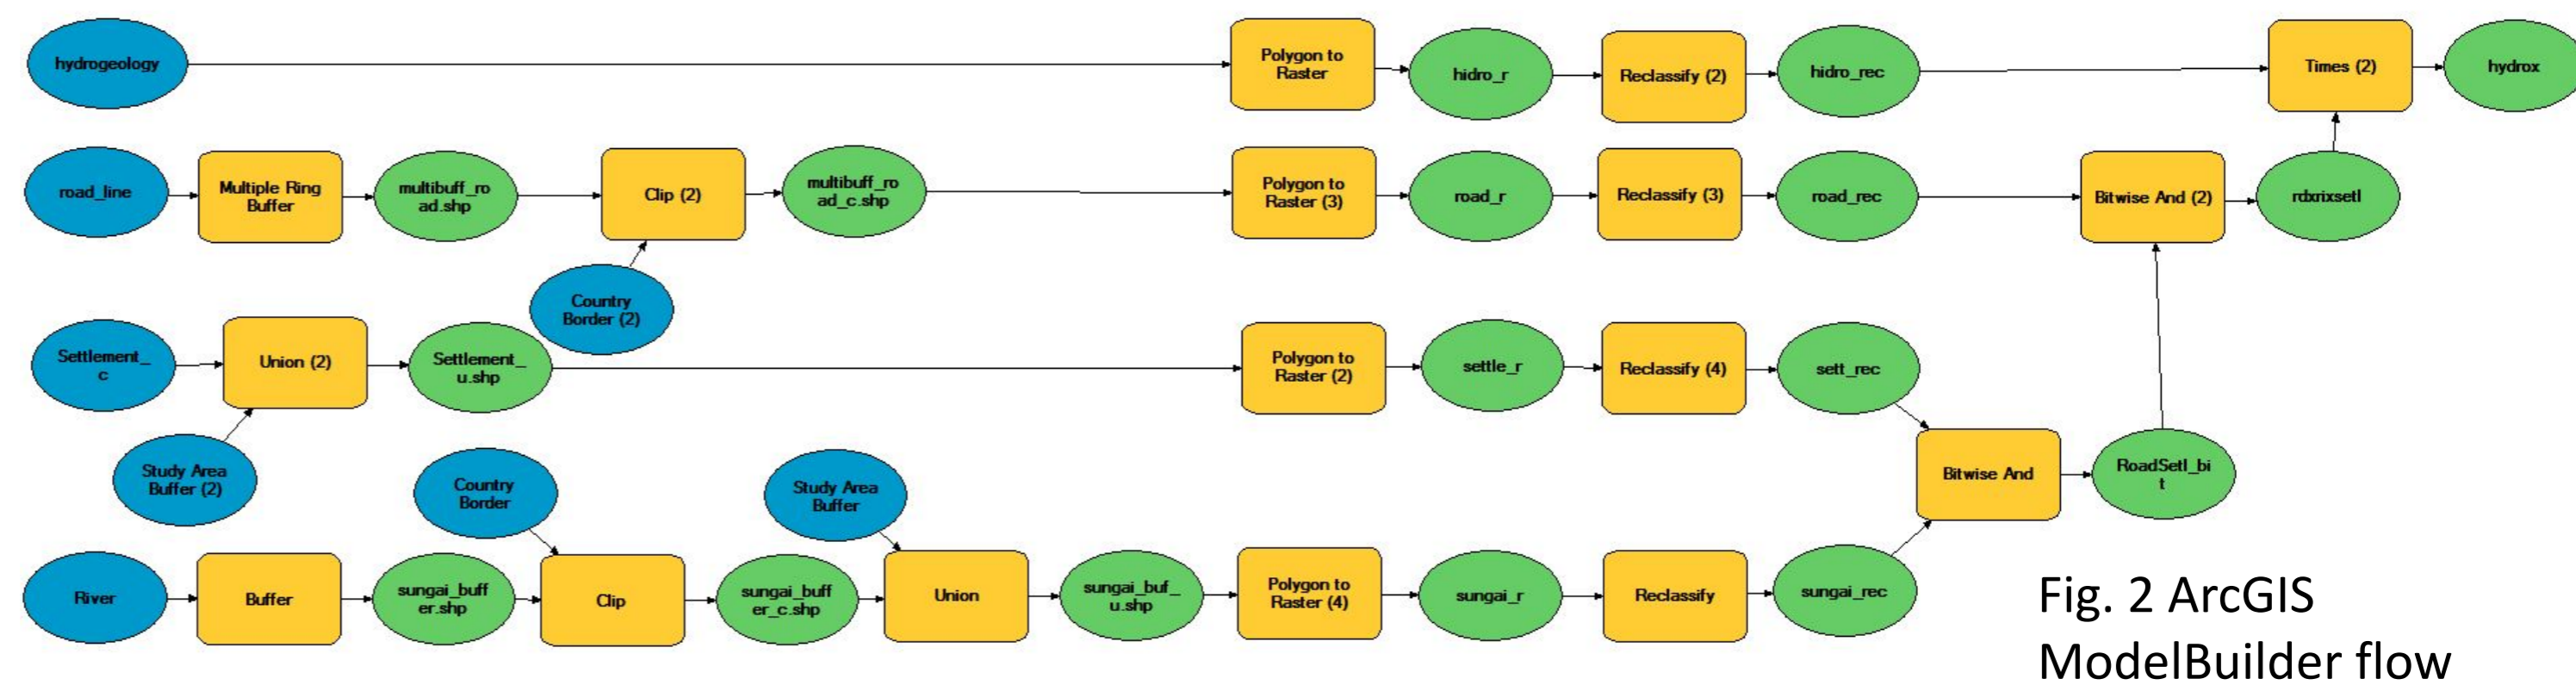 hydrogeology
Polygon to
Raster
hidro_r
Reclassify (2)
hidro_rec
Times (2)
hydrox
road_line
Multiple Ring
Buffer
multibuff_ro
ad.shp
Clip (2)
multibuff_ro
ad_c.shp
Polygon to
Raster (3)
road_r
Reclassify (3)
road_rec
Bitwise And (2)
rdxrixsetl
Country
Border (2)
Settlement_
c
Union (2)
Settlement_
u.shp
Polygon to
Raster (2)
settle_r
Reclassify (4)
sett_rec
Study Area
Buffer (2)
Country
Border
Study Area
Buffer
Bitwise And
RoadSetl_bi
t
River
Buffer
sungai_buff
er.shp
Clip
sungai_buff
er_c.shp
Union
sungai_buf_
u.shp
Polygon to
Raster (4)
sungai_r
Reclassify
sungai_rec
Fig. 2 ArcGIS
ModelBuilder flow